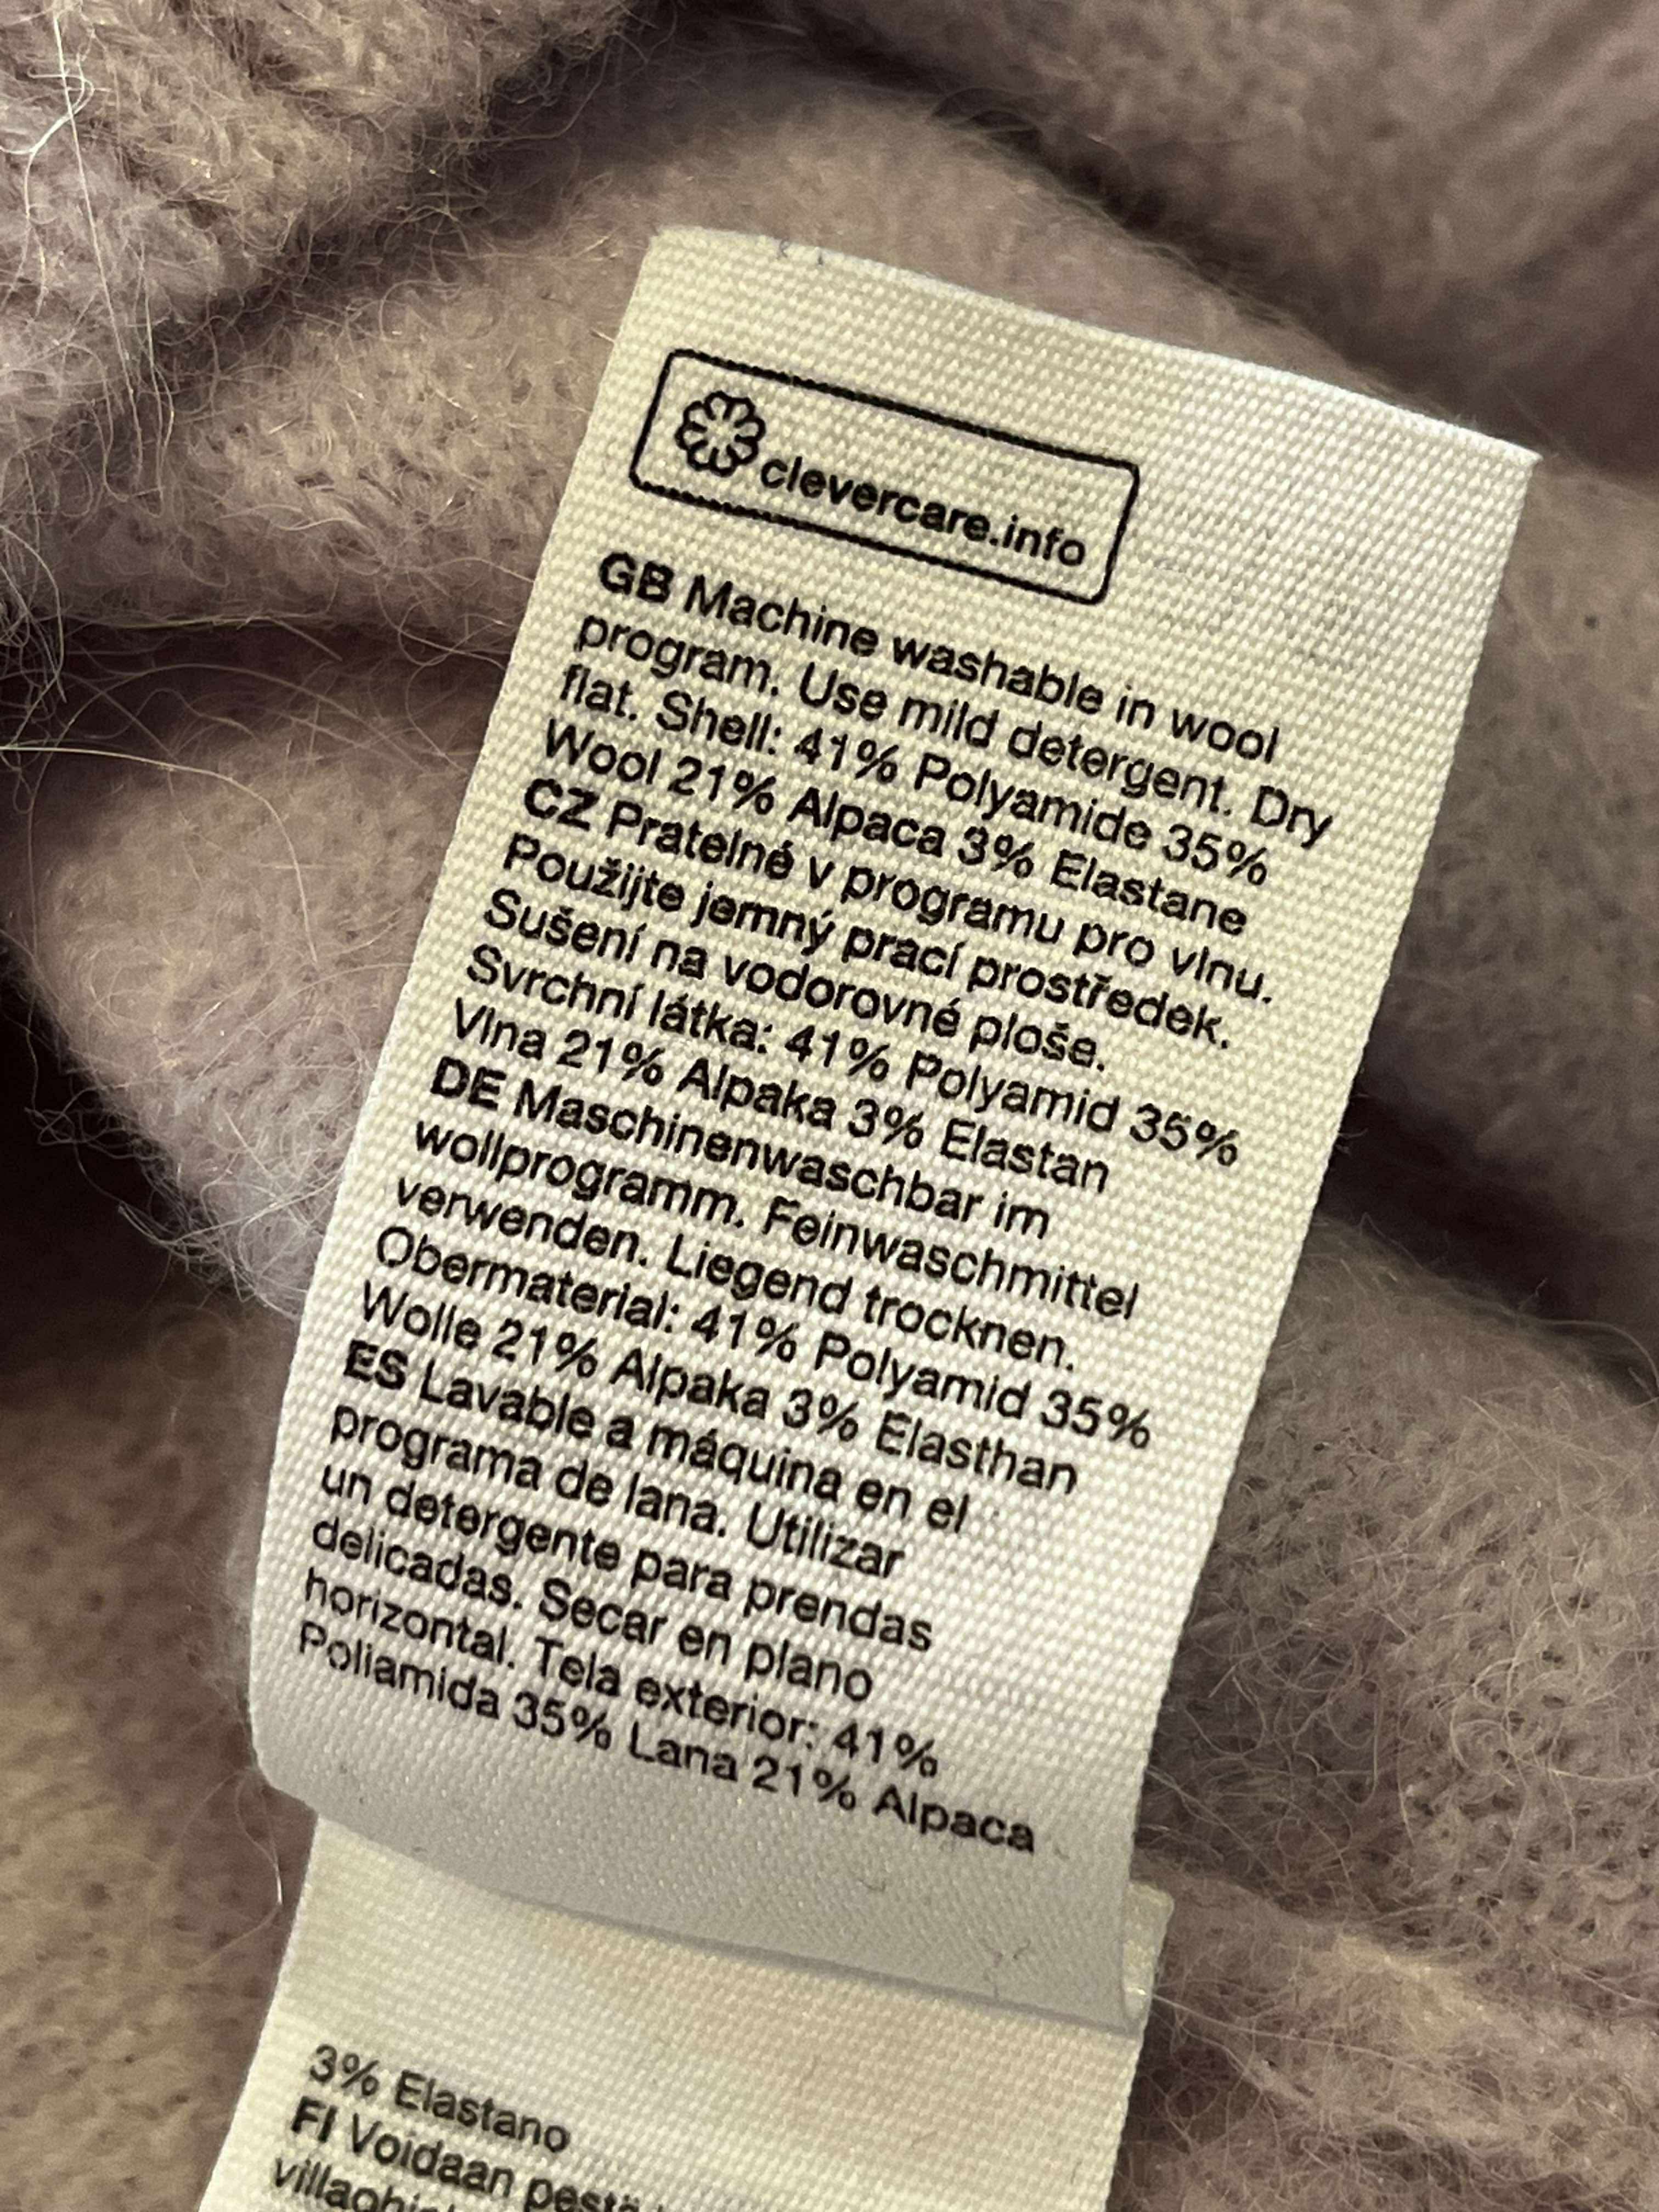 clevercare.info
GB Machine washable in wool
program. Use mild detergent. Dry
flat. Shell: 41% Polyamide 35%
Wool 21% Alpaca 3% Elastane
CZ Pratelné v programu pro vlnu.
Použijte jemný prací prostředek.
Sušení na vodorovné ploše.
Svrchní látka: 41% Polyamid 35%
Vlna 21% Alpaka 3% Elastan
DE Maschinenwaschbar im
wollprogramm. Feinwaschmittel
verwenden. Liegend trocknen.
Obermaterial: 41% Polyamid 35%
Wolle 21% Alpaka 3% Elasthan
ES Lavable a máquina en el
programa de lana. Utilizar
un detergente para prendas
delicadas. Secar en plano
horizontal. Tela exterior: 41%
Poliamida 35% Lana 21% Alpaca
3% Elastano
FI Voidaan pestä